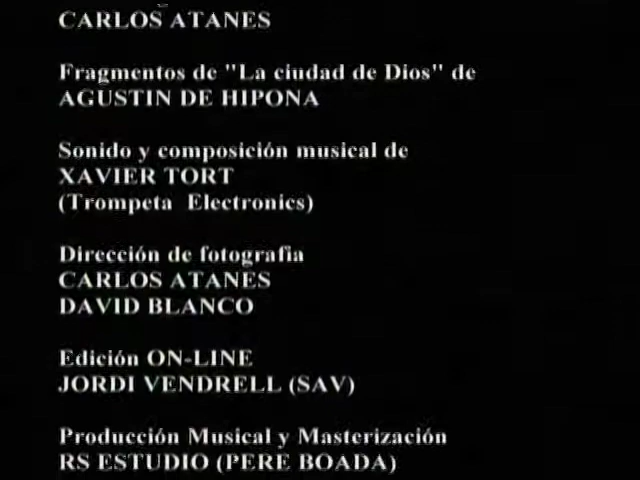 CARLOS ATANES
Fragmentos de "La ciudad de Dios" de
AGUSTIN DE HIPONA
Sonido y composición musical de
XAVIER TORT
(Trompeta Electronics)
Dirección de fotografía
CARLOS ATANES
DAVID BLANCO
Edición ON-LINE
JORDI VENDRELL (SAV)
Producción Musical y Masterización
RS ESTUDIO (PERE BOADA)